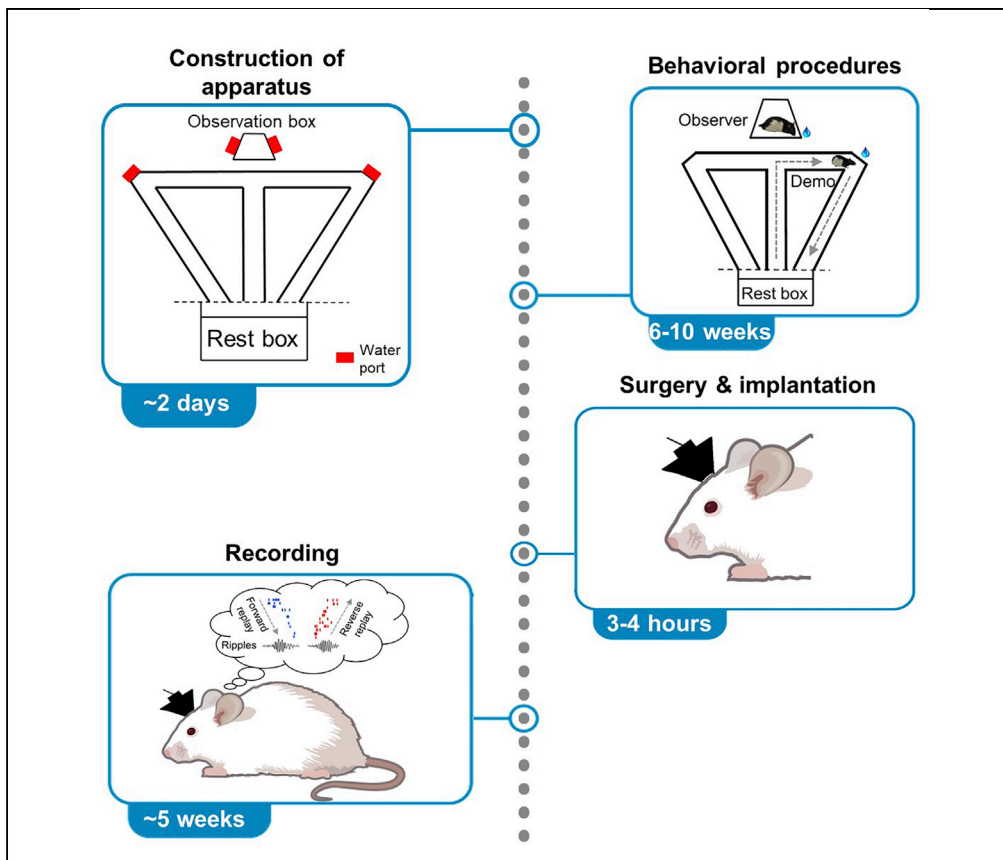 Construction of
apparatus
Observation box
Rest box
Water
port
~2 days
Behavioral procedures
Observer
Demo
Rest box
6-10 weeks
Surgery & implantation
3-4 hours
Recording
Forward
replay
Reverse
replay
Ripples
~5 weeks